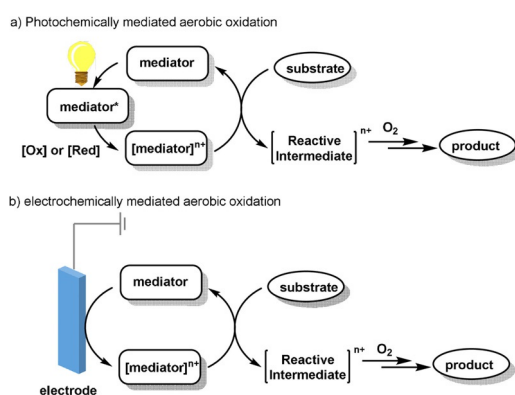 a) Photochemically mediated aerobic oxidation
mediator
substrate
mediator*
[Ox] or [Red]
[mediator]n+
[Reactive
Intermediate]n+
O2
product
b) electrochemically mediated aerobic oxidation
mediator
substrate
[mediator]n+
[Reactive
Intermediate]n+
O2
product
electrode